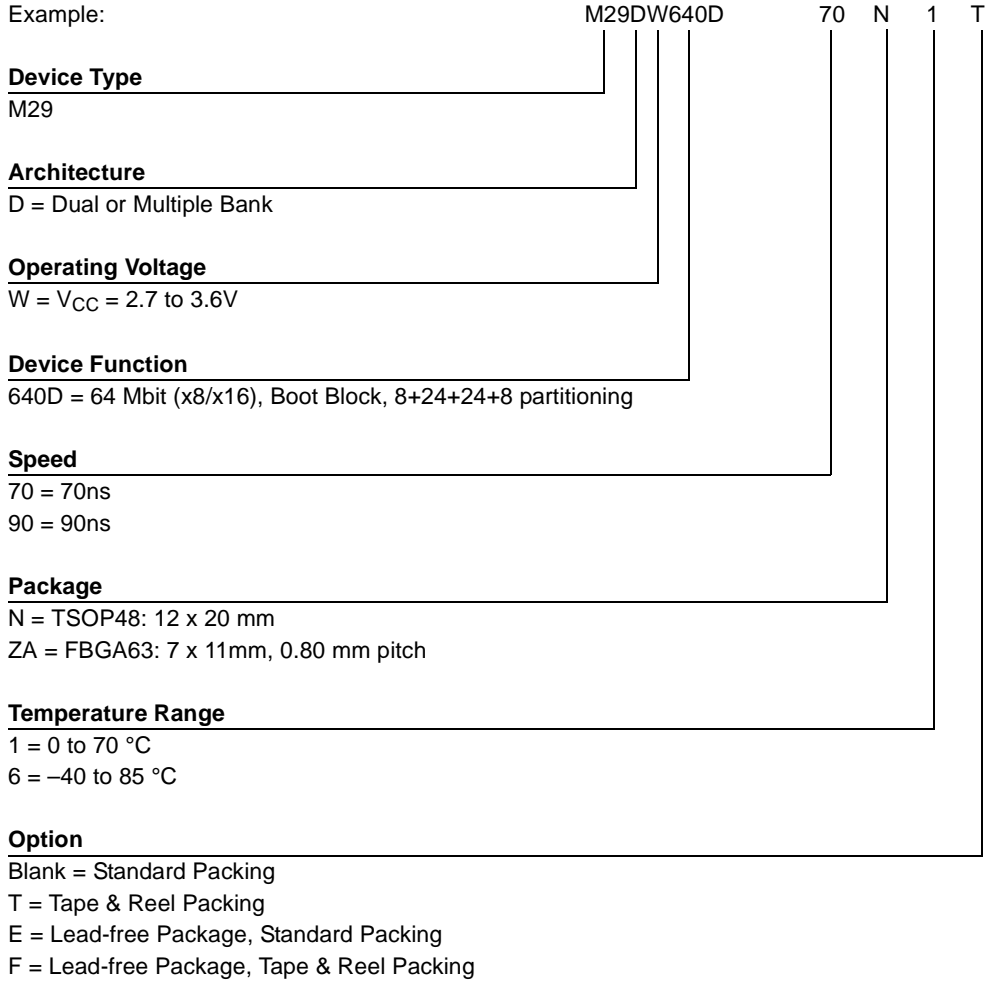 Example: M29DW640D 70 N 1 T
Device Type
M29
Architecture
D = Dual or Multiple Bank
Operating Voltage
W = VCC = 2.7 to 3.6V
Device Function
640D = 64 Mbit (x8/x16), Boot Block, 8+24+24+8 partitioning
Speed
70 = 70ns
90 = 90ns
Package
N = TSOP48: 12 x 20 mm
ZA = FBGA63: 7 x 11mm, 0.80 mm pitch
Temperature Range
1 = 0 to 70 °C
6 = –40 to 85 °C
Option
Blank = Standard Packing
T = Tape & Reel Packing
E = Lead-free Package, Standard Packing
F = Lead-free Package, Tape & Reel Packing